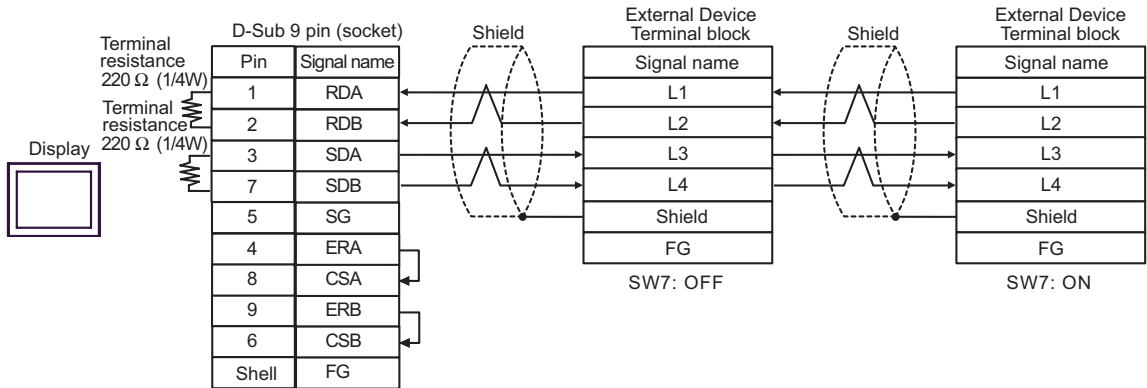 D-Sub 9 pin (socket)
Shield
External Device
Terminal block
Shield
External Device
Terminal block
Terminal
resistance
220 Ω (1/4W)
Terminal
resistance
220 Ω (1/4W)
Display
Pin Signal name
1 RDA
2 RDB
3 SDA
7 SDB
5 SG
4 ERA
8 CSA
9 ERB
6 CSB
Shell FG
Signal name
L1
L2
L3
L4
Shield
FG
SW7: OFF
Signal name
L1
L2
L3
L4
Shield
FG
SW7: ON